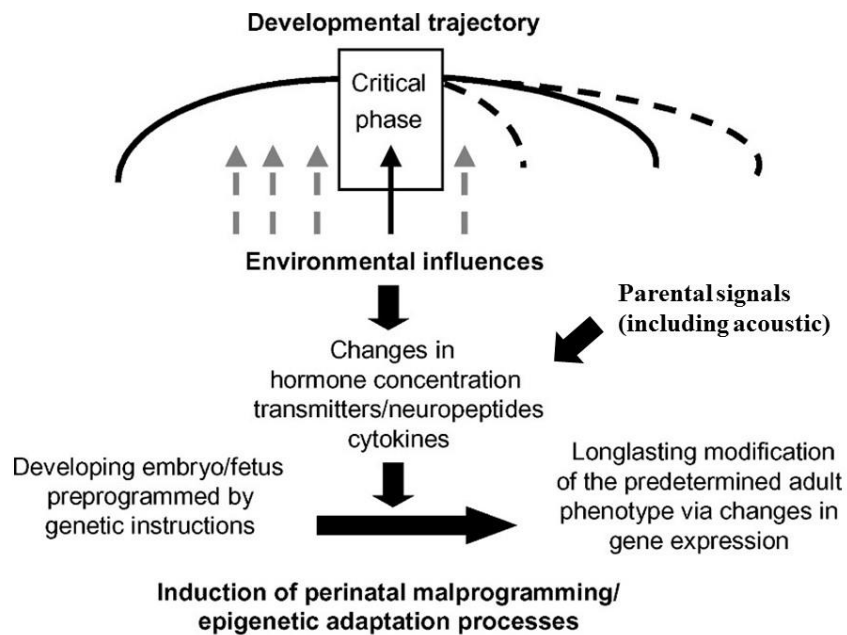 Developmental trajectory
Critical
phase
Environmental influences
Parental signals
(including acoustic)
Changes in
hormone concentration
transmitters/neuropeptides
cytokines
Developing embryo/fetus
preprogrammed by
genetic instructions
Longlasting modification
of the predetermined adult
phenotype via changes in
gene expression
Induction of perinatal malprogramming/
epigenetic adaptation processes